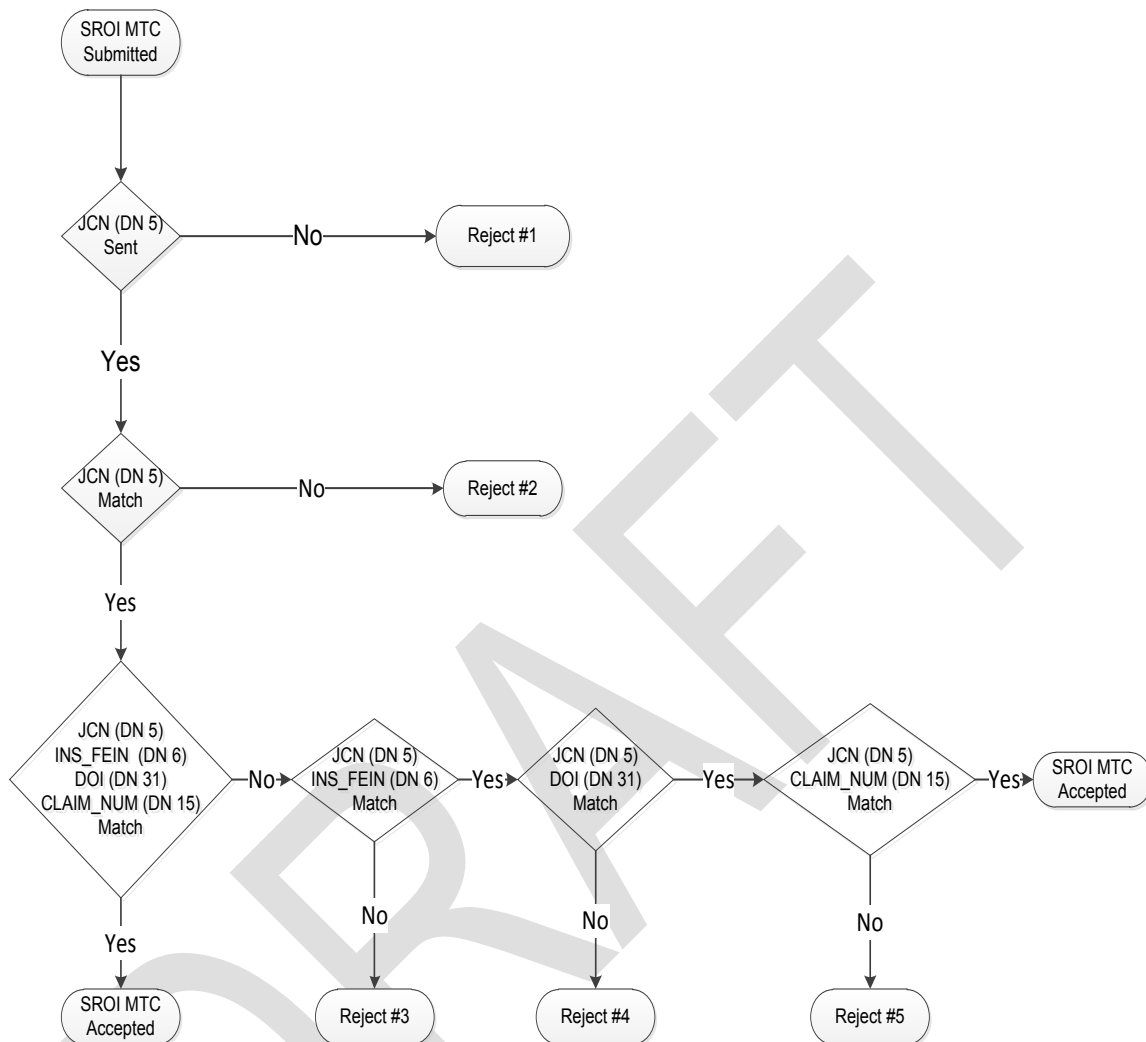 SROI MTC
Submitted
JCN (DN 5)
Sent
No
Reject #1
Yes
JCN (DN 5)
Match
No
Reject #2
Yes
JCN (DN 5)
INS_FEIN (DN 6)
DOI (DN 31)
CLAIM_NUM (DN 15)
Match
No
JCN (DN 5)
INS_FEIN (DN 6)
Match
Yes
JCN (DN 5)
DOI (DN 31)
Match
Yes
JCN (DN 5)
CLAIM_NUM (DN 15)
Match
Yes
SROI MTC
Accepted
Yes
No
No
No
SROI MTC
Accepted
Reject #3
Reject #4
Reject #5
DRAFT